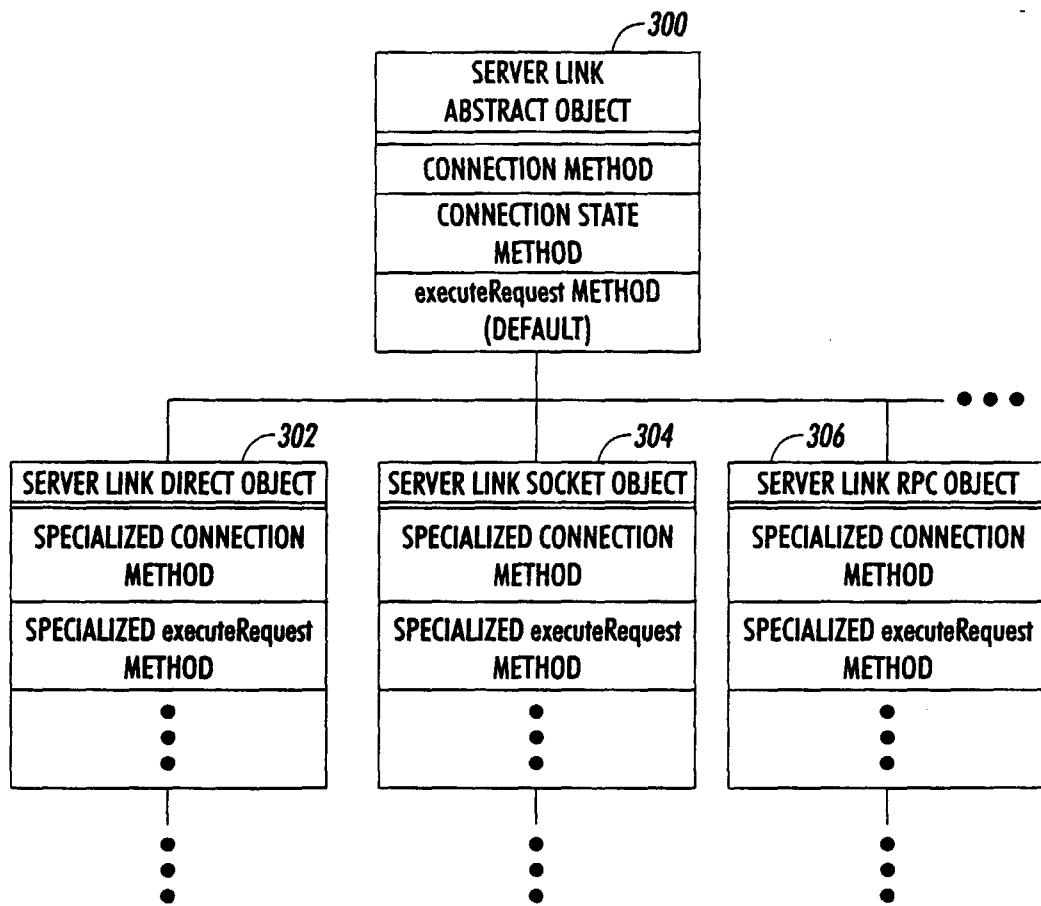 300
SERVER LINK
ABSTRACT OBJECT
CONNECTION METHOD
CONNECTION STATE
METHOD
executeRequest METHOD
(DEFAULT)
302
SERVER LINK DIRECT OBJECT
SPECIALIZED CONNECTION
METHOD
SPECIALIZED executeRequest
METHOD
304
SERVER LINK SOCKET OBJECT
SPECIALIZED CONNECTION
METHOD
SPECIALIZED executeRequest
METHOD
306
SERVER LINK RPC OBJECT
SPECIALIZED CONNECTION
METHOD
SPECIALIZED executeRequest
METHOD